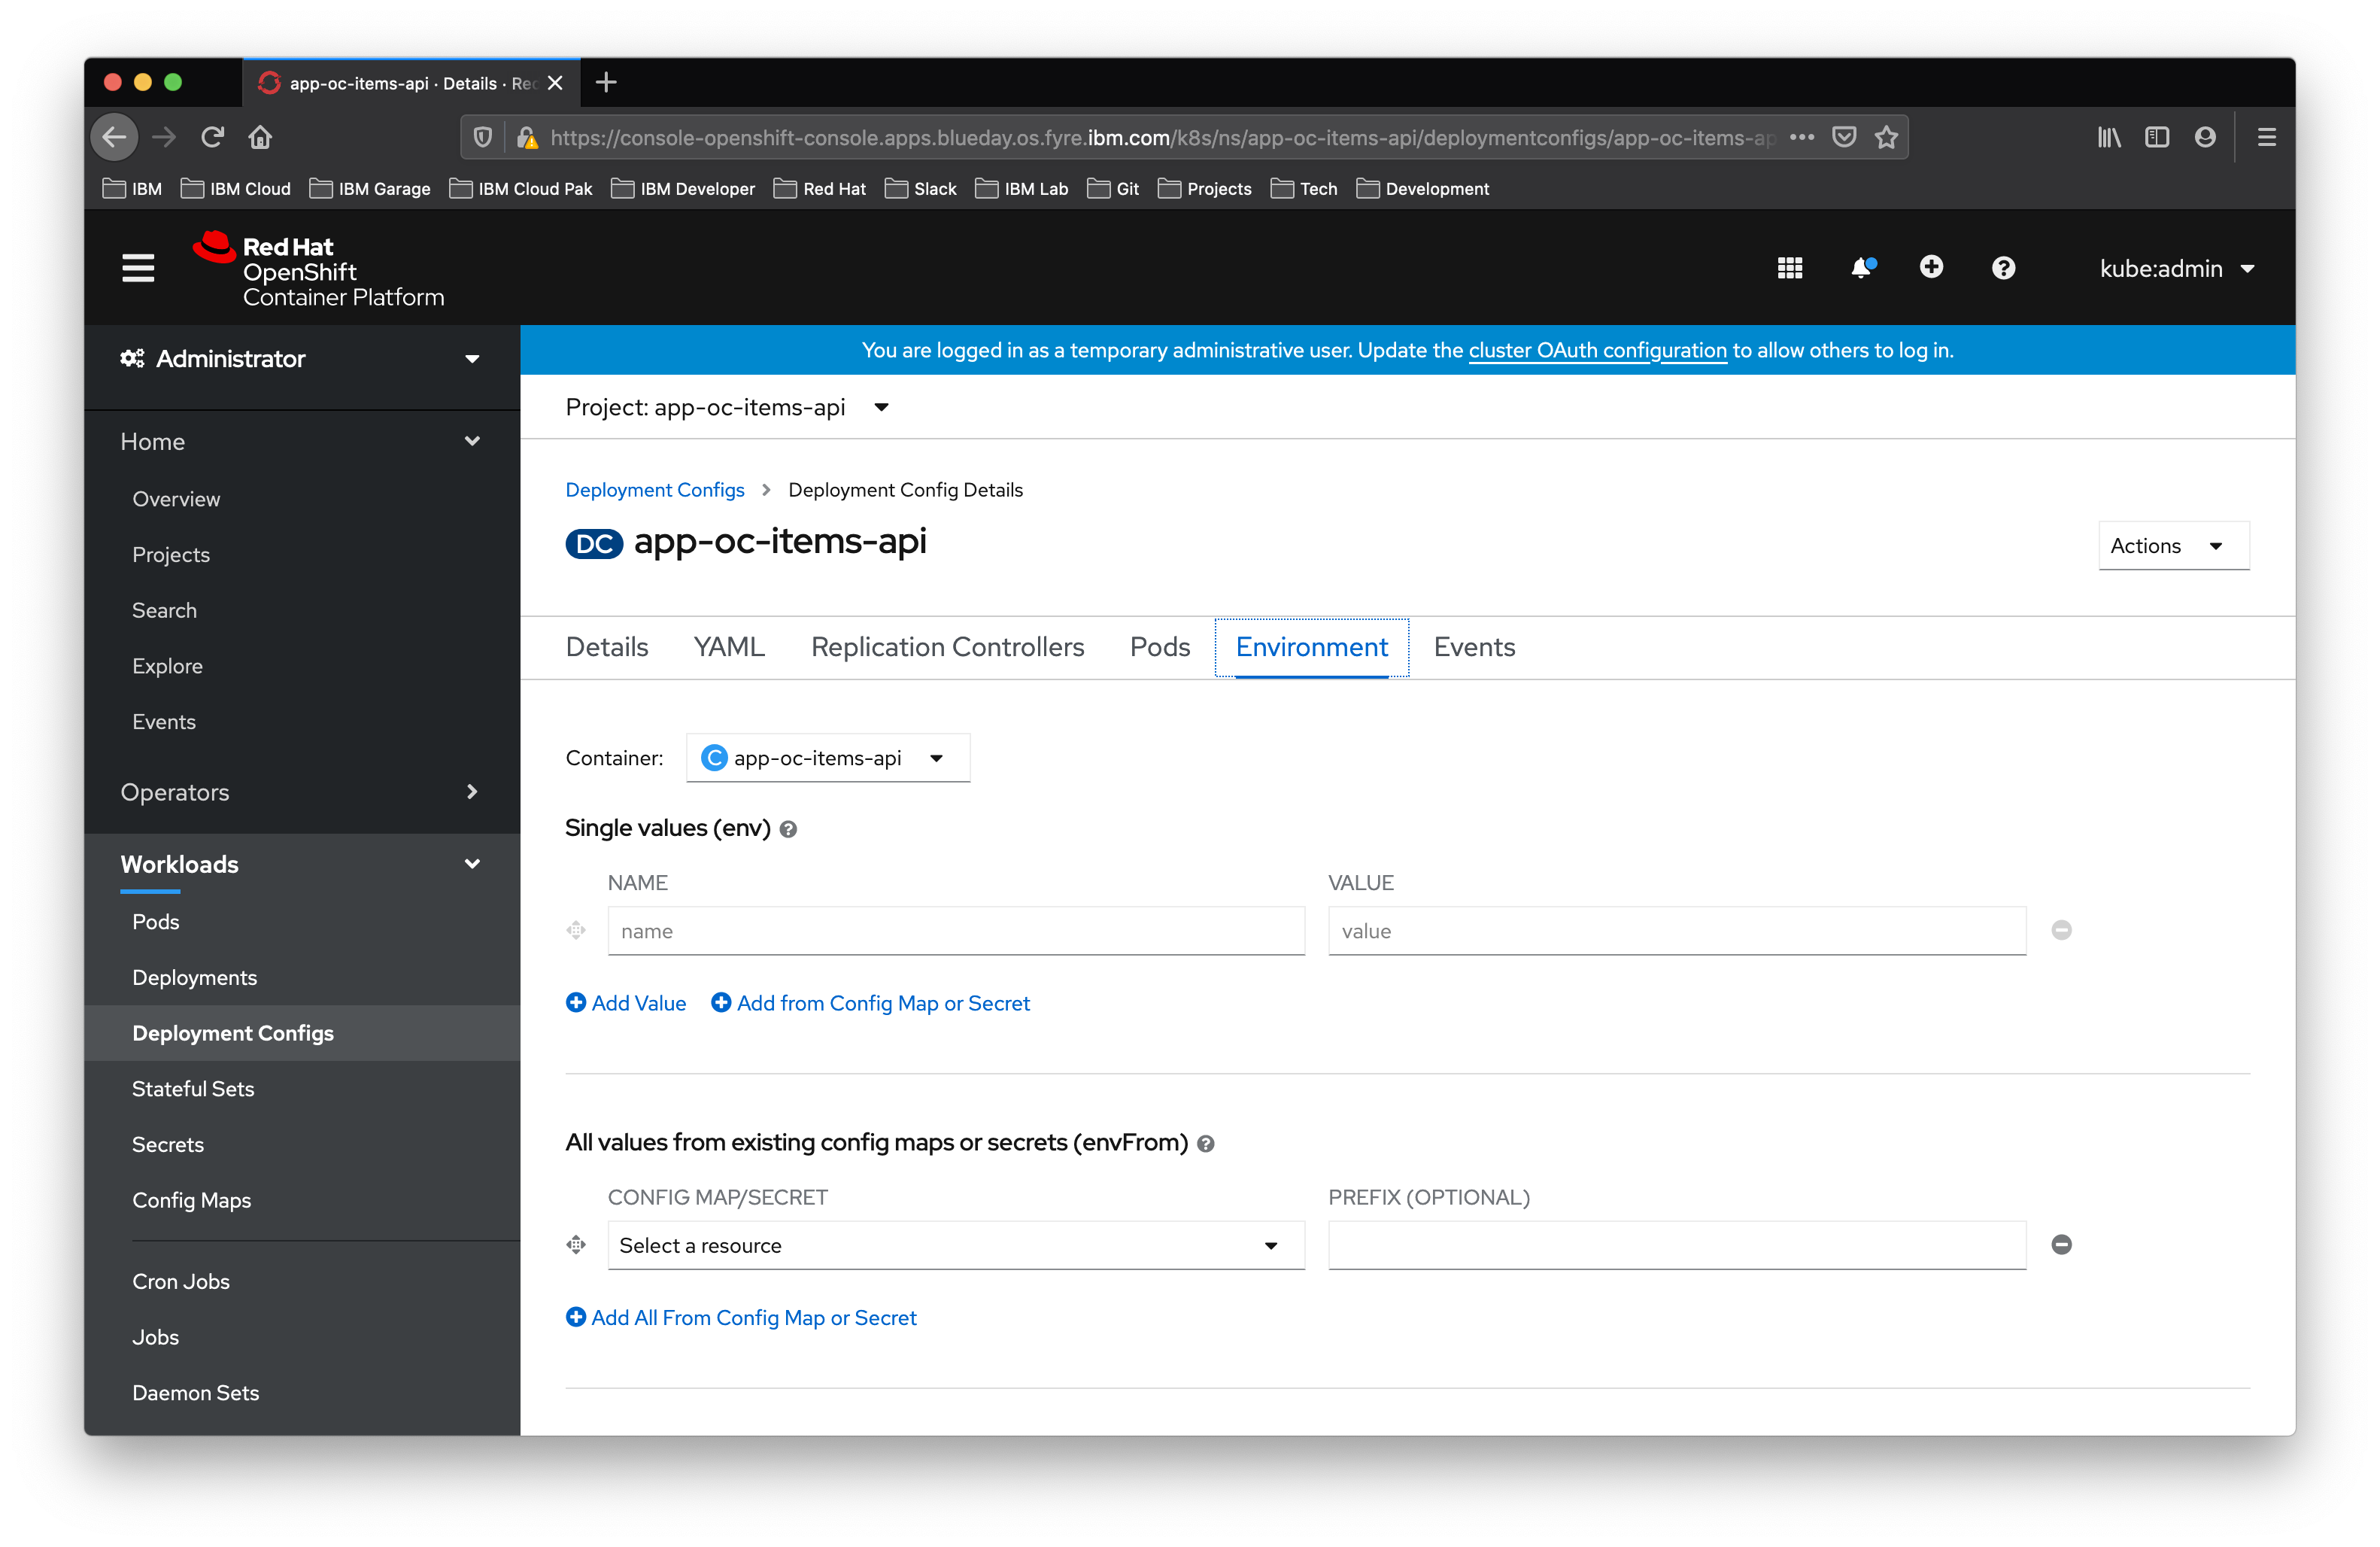 app-oc-items-api · Details · Red
https://console-openshift-console.apps.blueday.os.fyre.ibm.com/k8s/ns/app-oc-items-api/deploymentconfigs/app-oc-items-ap
IBM IBM Cloud IBM Garage IBM Cloud Pak IBM Developer Red Hat Slack IBM Lab Git Projects Tech Development
Red Hat
OpenShift
Container Platform
kube:admin
Administrator
You are logged in as a temporary administrative user. Update the cluster OAuth configuration to allow others to log in.
Home
Overview
Projects
Search
Explore
Events
Operators
Workloads
Pods
Deployments
Deployment Configs
Stateful Sets
Secrets
Config Maps
Cron Jobs
Jobs
Daemon Sets
Project: app-oc-items-api
Deployment Configs > Deployment Config Details
DC app-oc-items-api
Actions
Details YAML Replication Controllers Pods Environment Events
Container: C app-oc-items-api
Single values (env)
NAME VALUE
name value
Add Value Add from Config Map or Secret
All values from existing config maps or secrets (envFrom)
CONFIG MAP/SECRET PREFIX (OPTIONAL)
Select a resource
Add All From Config Map or Secret